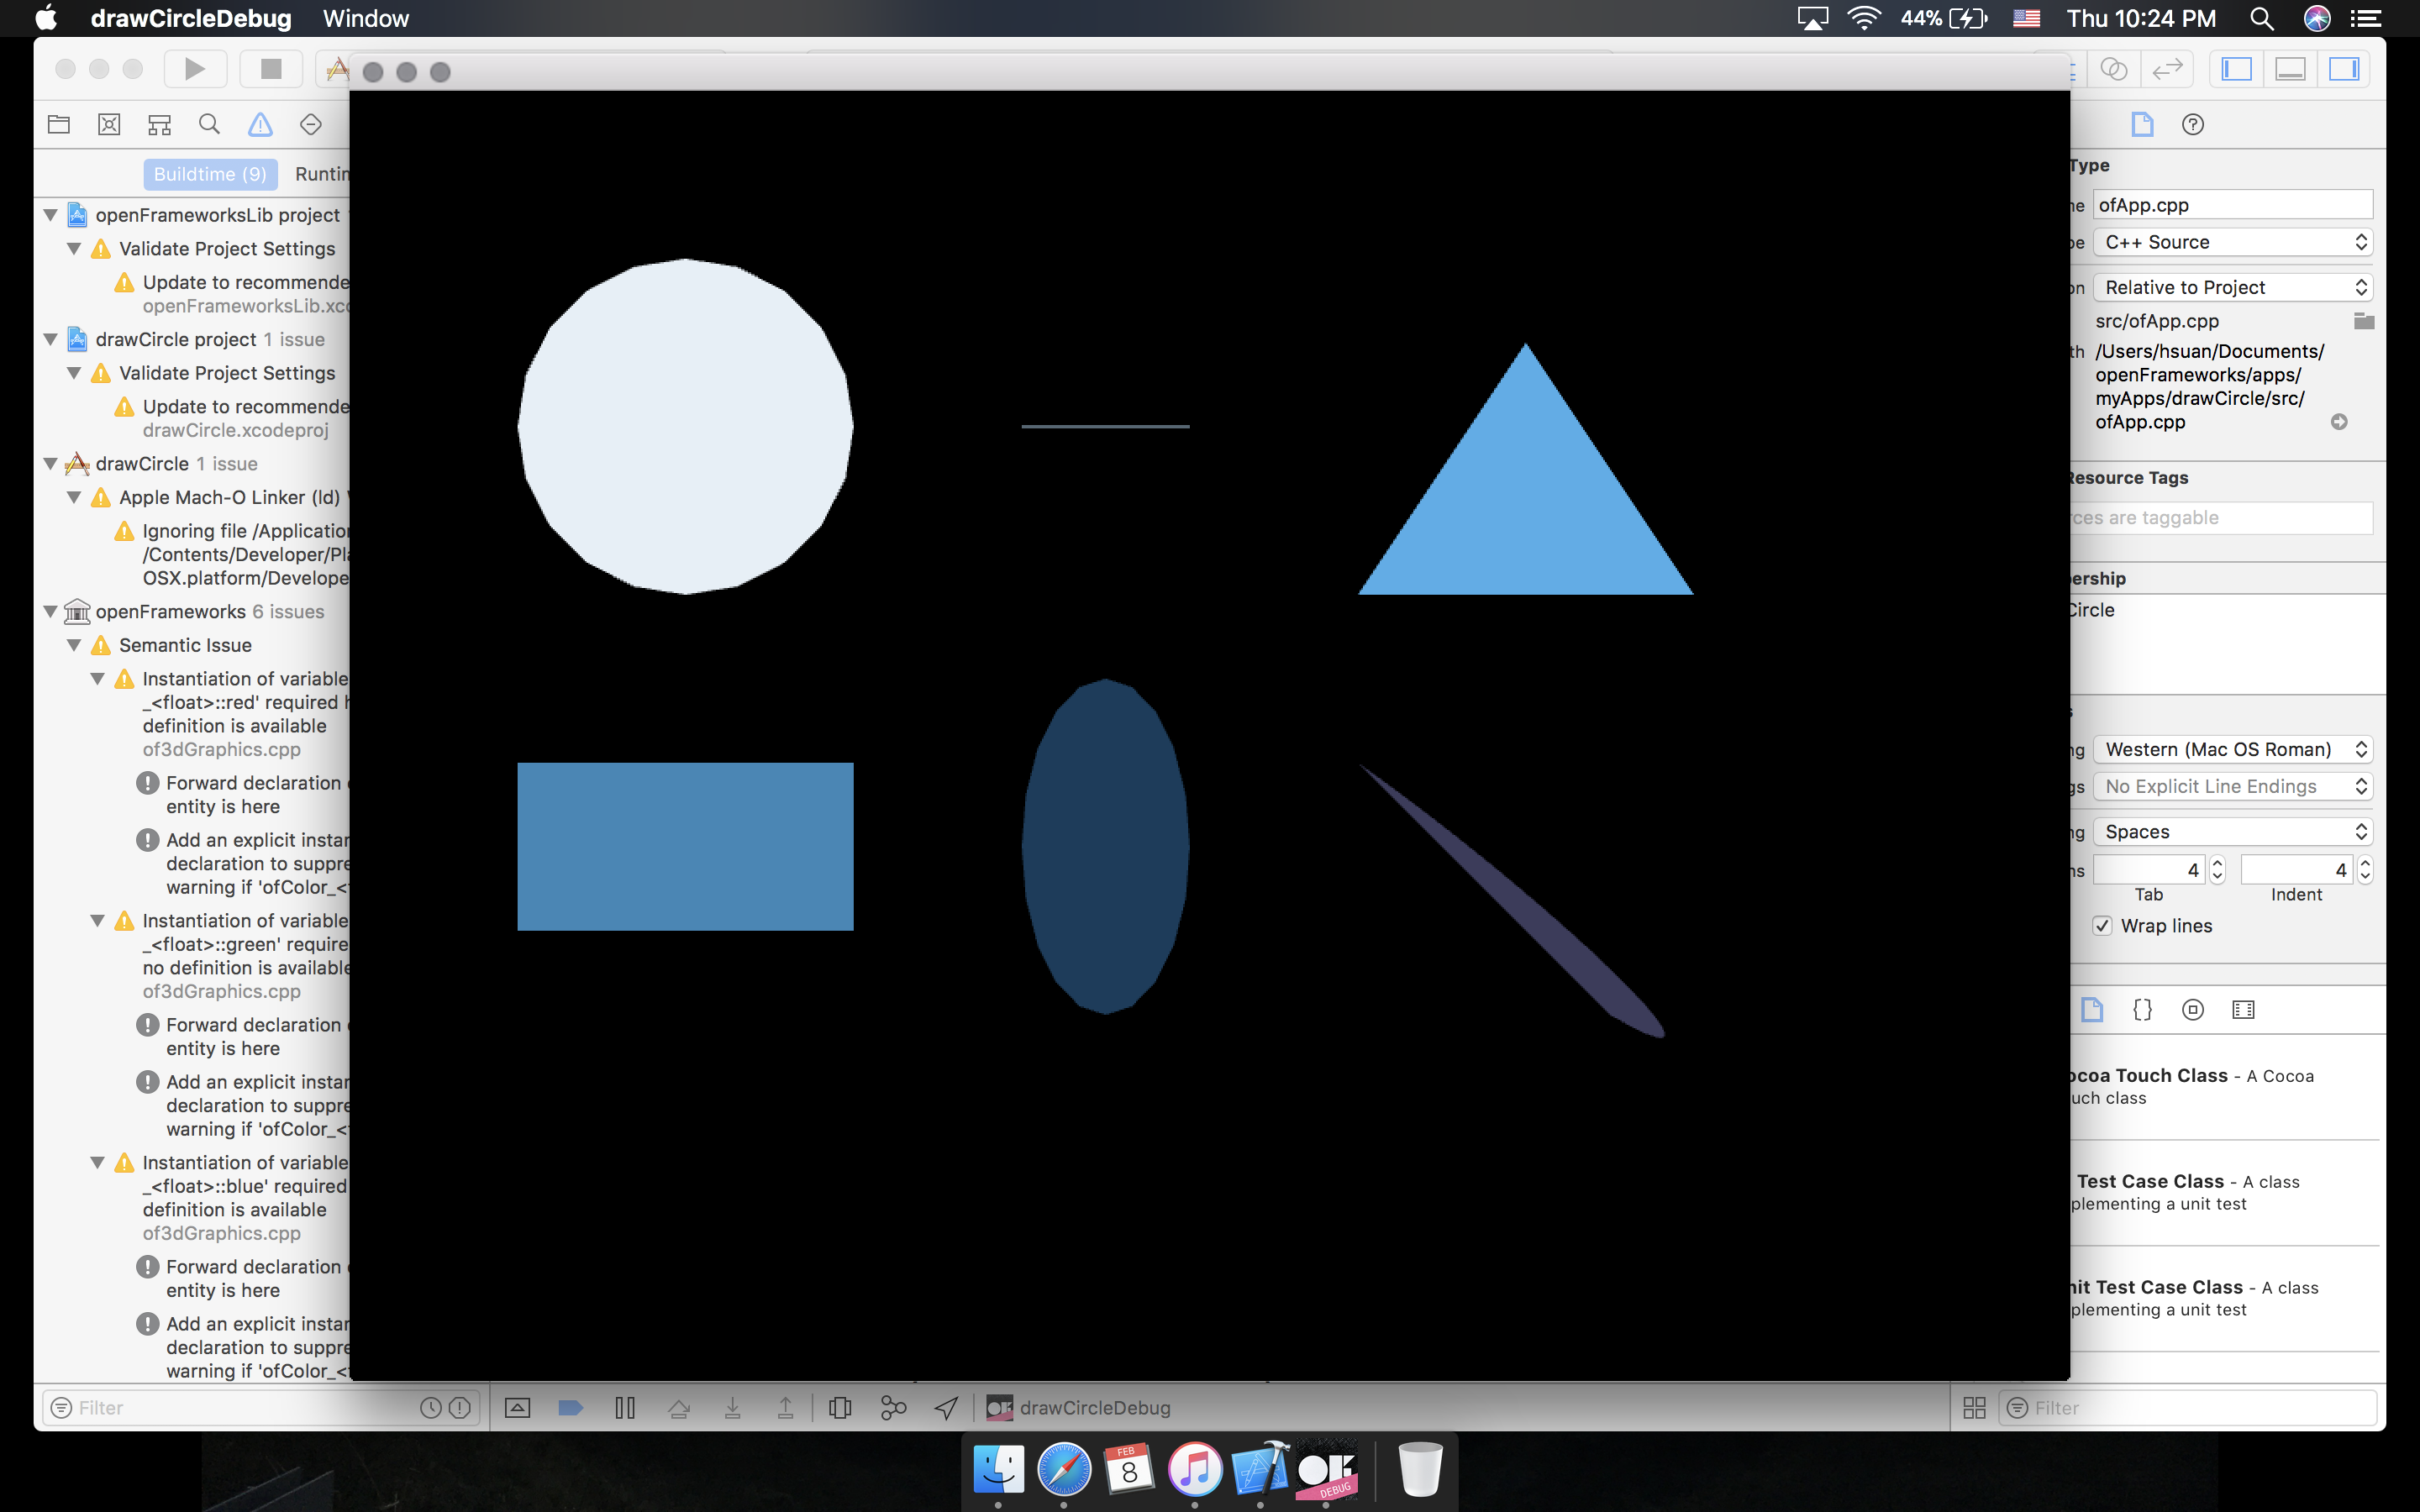 drawCircleDebug Window 44% Thu 10:24 PM
Buildtime (9) Runtin
openFrameworksLib project
Validate Project Settings
Update to recommende
openFrameworksLib.xc
drawCircle project 1 issue
Validate Project Settings
Update to recommende
drawCircle.xcodeproj
drawCircle 1 issue
Apple Mach-O Linker (ld)
Ignoring file /Application
/Contents/Developer/Pla
OSX.platform/Develope
openFrameworks 6 issues
Semantic Issue
Instantiation of variable
_<float>::red' required h
definition is available
of3dGraphics.cpp
Forward declaration
entity is here
Add an explicit instan
declaration to suppre
warning if 'ofColor_<
Instantiation of variable
_<float>::green' require
no definition is available
of3dGraphics.cpp
Forward declaration
entity is here
Add an explicit instan
declaration to suppre
warning if 'ofColor_<
Instantiation of variable
_<float>::blue' required
definition is available
of3dGraphics.cpp
Forward declaration
entity is here
Add an explicit instan
declaration to suppre
warning if 'ofColor_<
Filter
drawCircleDebug
Type
ne ofApp.cpp
pe C++ Source
on Relative to Project
src/ofApp.cpp
th /Users/hsuan/Documents/
openFrameworks/apps/
myApps/drawCircle/src/
ofApp.cpp
Resource Tags
rces are taggable
bership
Circle
s
ng Western (Mac OS Roman)
gs No Explicit Line Endings
ng Spaces
hs 4 4
Tab Indent
Wrap lines
{}
ocoa Touch Class - A Cocoa
uch class
Test Case Class - A class
plementing a unit test
nit Test Case Class - A class
plementing a unit test
Filter
FEB
8
OF
DEBUG